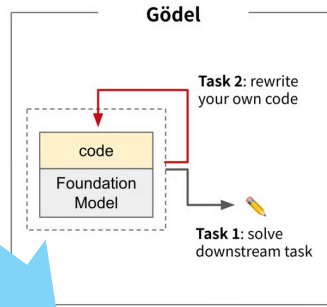 Gödel
Task 2: rewrite
your own code
code
Foundation
Model
Task 1: solve
downstream task